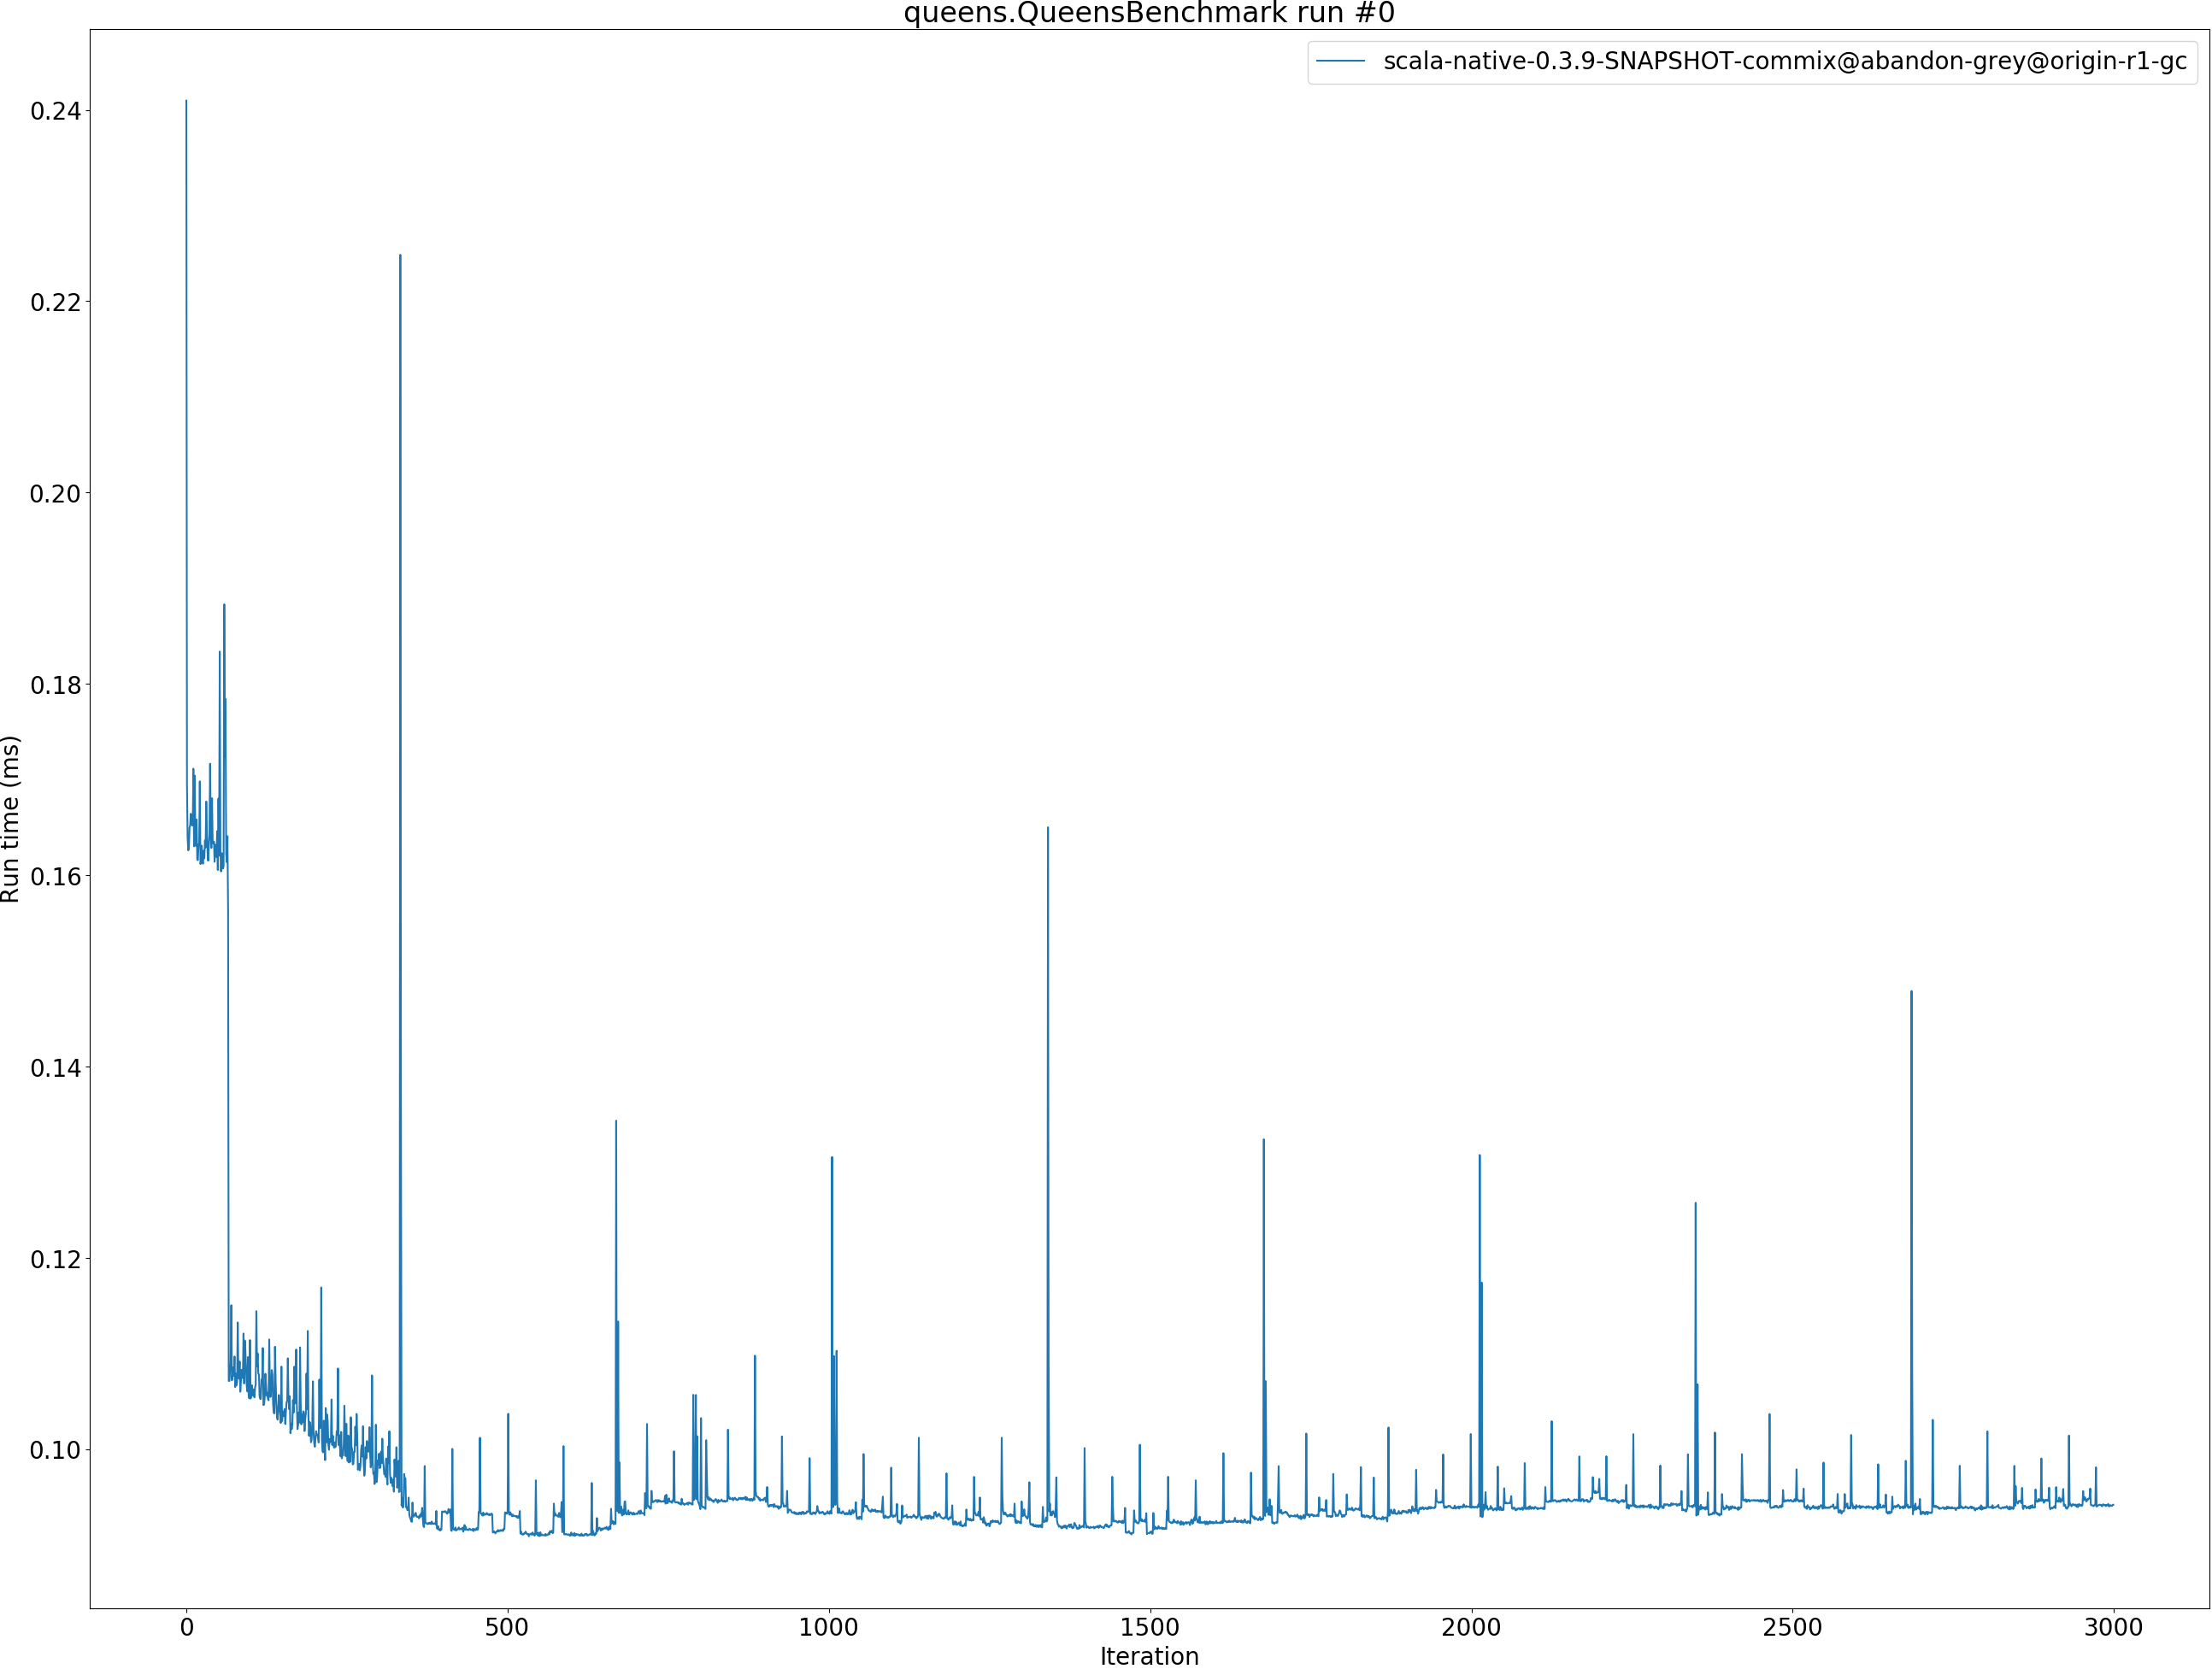 queens.QueensBenchmark run #0
scala-native-0.3.9-SNAPSHOT-commix@abandon-grey@origin-r1-gc
0.24
0.22
0.20
0.18
0.16
0.14
0.12
0.10
Run time (ms)
0 500 1000 1500 2000 2500 3000
Iteration